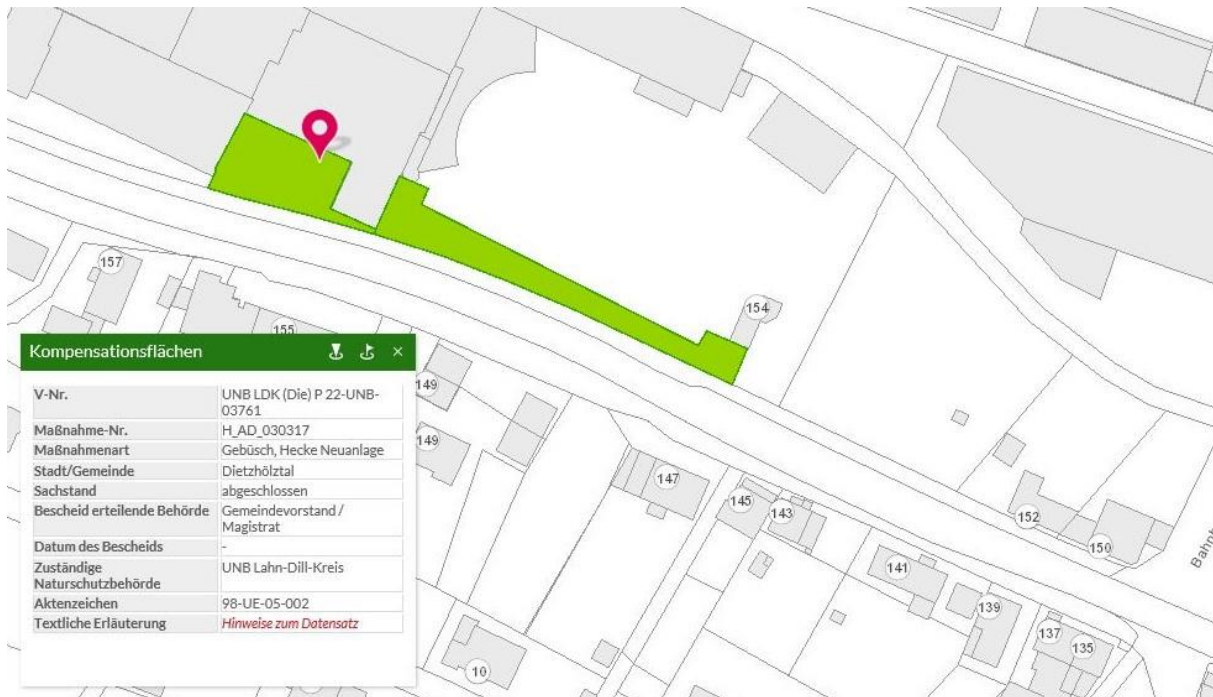 157
154
155
149
149
147
145
143
152
150
Bahnh
141
139
137
135
10
Kompensationsflächen
V-Nr. UNB LDK (Die) P 22-UNB-
03761
Maßnahme-Nr. H_AD_030317
Maßnahmenart Gebüsch, Hecke Neuanlage
Stadt/Gemeinde Dietzhölztal
Sachstand abgeschlossen
Bescheid erteilende Behörde Gemeindevorstand /
Magistrat
Datum des Bescheids -
Zuständige UNB Lahn-Dill-Kreis
Naturschutzbehörde
Aktenzeichen 98-UE-05-002
Textliche Erläuterung Hinweise zum Datensatz